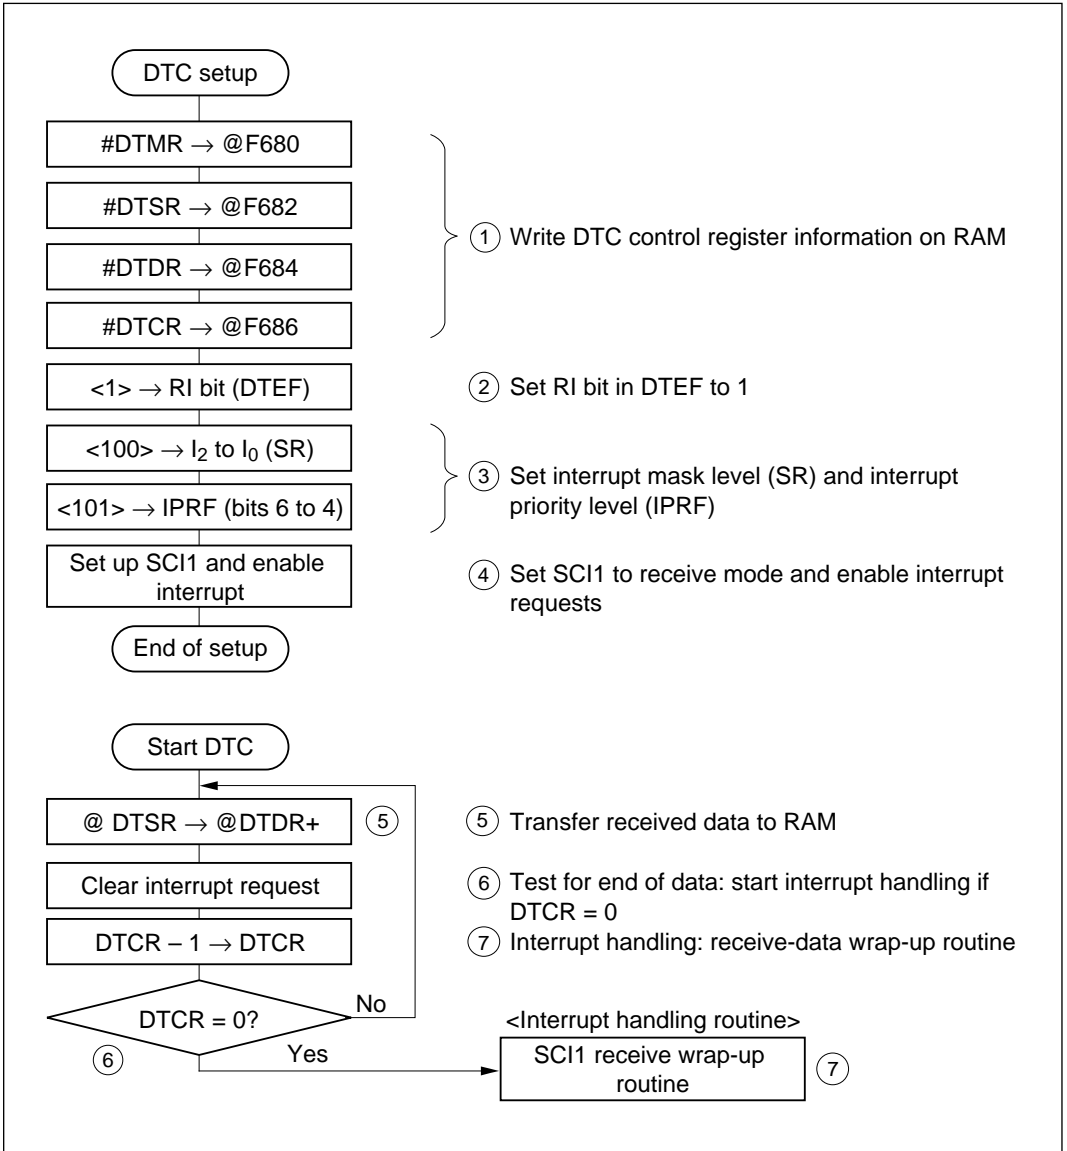 DTC setup
#DTMR → @F680
#DTSR → @F682
① Write DTC control register information on RAM
#DTDR → @F684
#DTCR → @F686
<1> → RI bit (DTEF)
② Set RI bit in DTEF to 1
<100> → I₂ to I₀ (SR)
<101> → IPRF (bits 6 to 4)
③ Set interrupt mask level (SR) and interrupt
priority level (IPRF)
Set up SCI1 and enable
interrupt
④ Set SCI1 to receive mode and enable interrupt
requests
End of setup
Start DTC
@ DTSR → @DTDR+ ⑤
⑤ Transfer received data to RAM
Clear interrupt request
⑥ Test for end of data: start interrupt handling if
DTCR = 0
DTCR – 1 → DTCR
⑦ Interrupt handling: receive-data wrap-up routine
DTCR = 0?
No
⑥
Yes
<Interrupt handling routine>
SCI1 receive wrap-up
routine
⑦